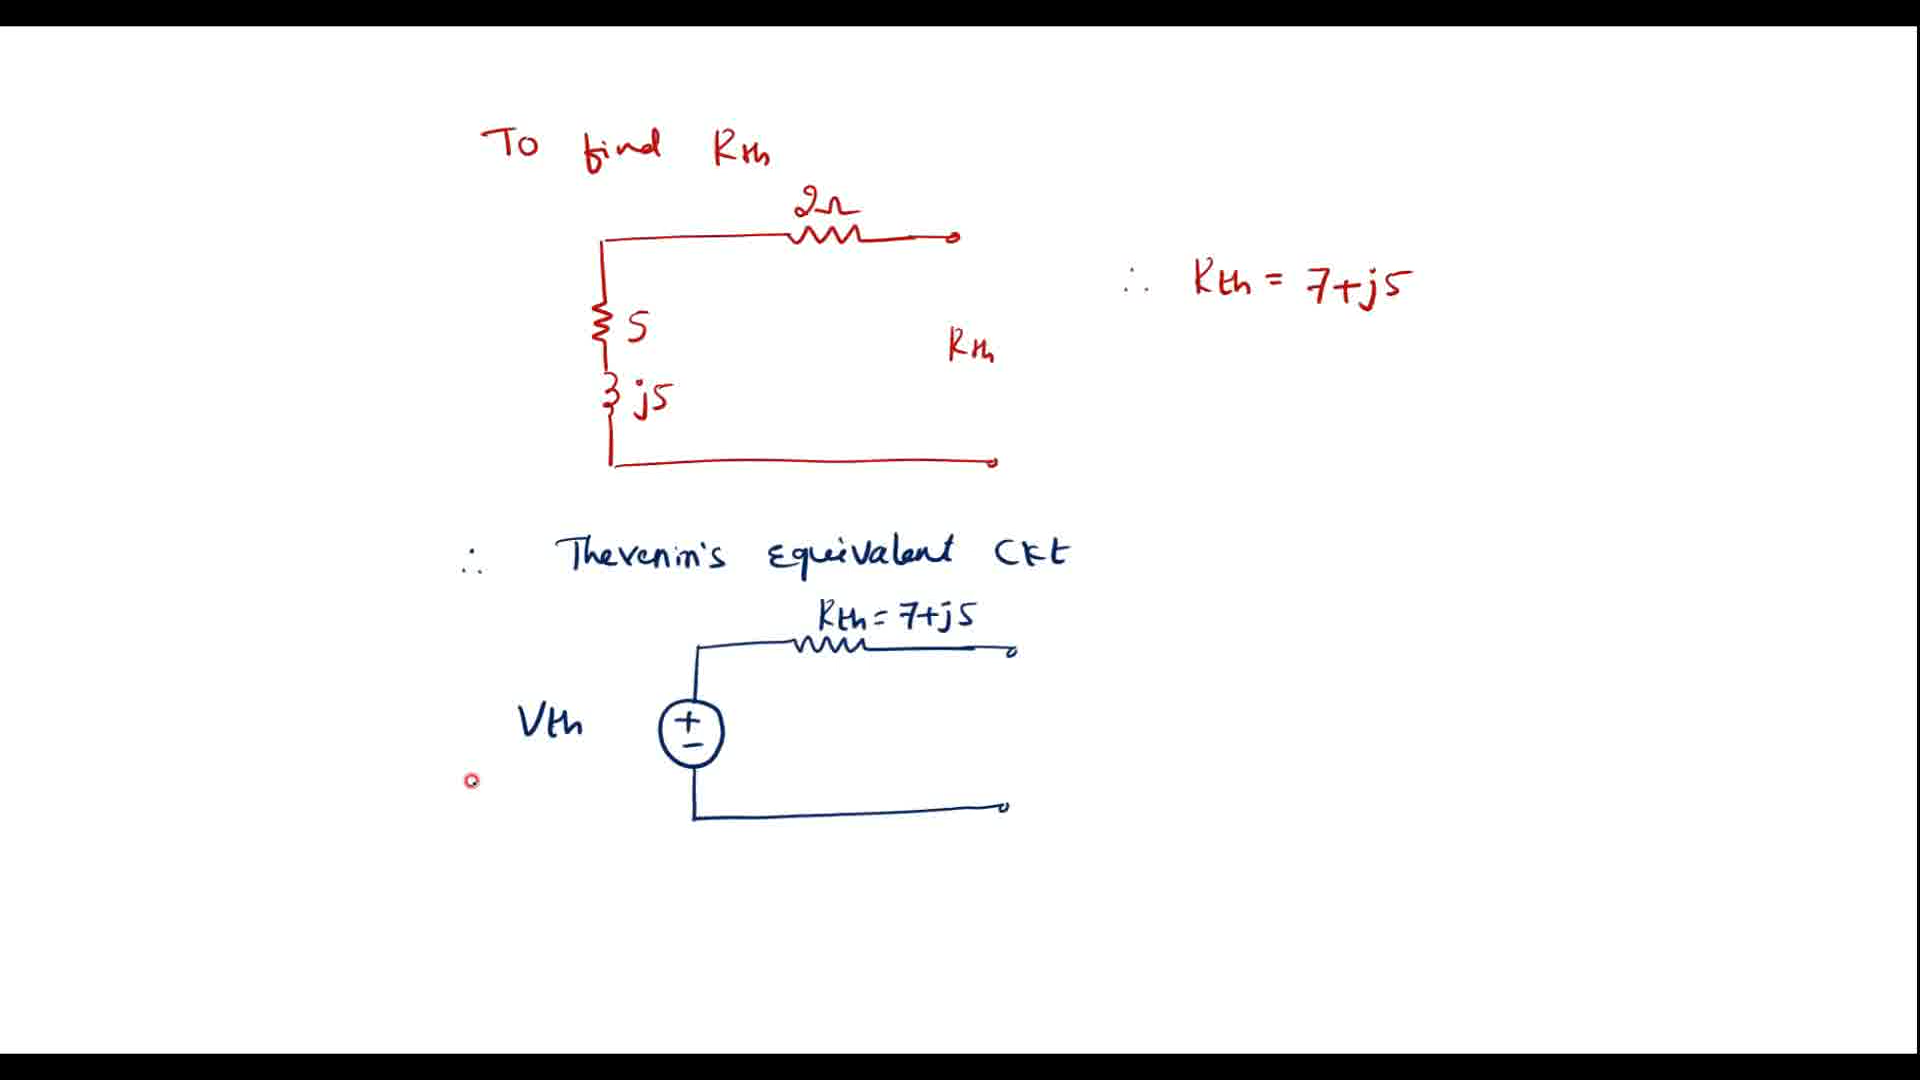 To find Rth
2Ω
∴ Rth = 7+j5
5
Rth
j5
∴ Thevenin's Equivalent Ckt
Rth = 7+j5
Vth
+
−